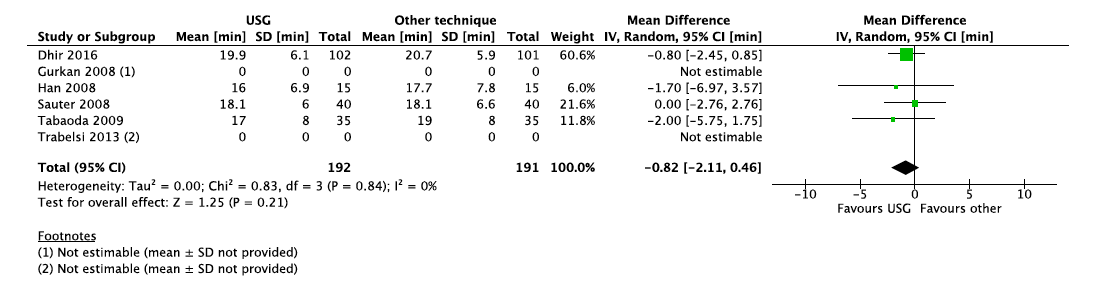 USG Other technique Mean Difference Mean Difference
Study or Subgroup Mean [min] SD [min] Total Mean [min] SD [min] Total Weight IV, Random, 95% CI [min] IV, Random, 95% CI [min]
Dhir 2016 19.9 6.1 102 20.7 5.9 101 60.6% -0.80 [-2.45, 0.85]
Gurkan 2008 (1) 0 0 0 0 0 0 Not estimable
Han 2008 16 6.9 15 17.7 7.8 15 6.0% -1.70 [-6.97, 3.57]
Sauter 2008 18.1 6 40 18.1 6.6 40 21.6% 0.00 [-2.76, 2.76]
Tabaoda 2009 17 8 35 19 8 35 11.8% -2.00 [-5.75, 1.75]
Trabelsi 2013 (2) 0 0 0 0 0 0 Not estimable
Total (95% CI) 192 191 100.0% -0.82 [-2.11, 0.46]
Heterogeneity: Tau² = 0.00; Chi² = 0.83, df = 3 (P = 0.84); I² = 0%
Test for overall effect: Z = 1.25 (P = 0.21)
-10 -5 0 5 10
Favours USG Favours other
Footnotes
(1) Not estimable (mean ± SD not provided)
(2) Not estimable (mean ± SD not provided)